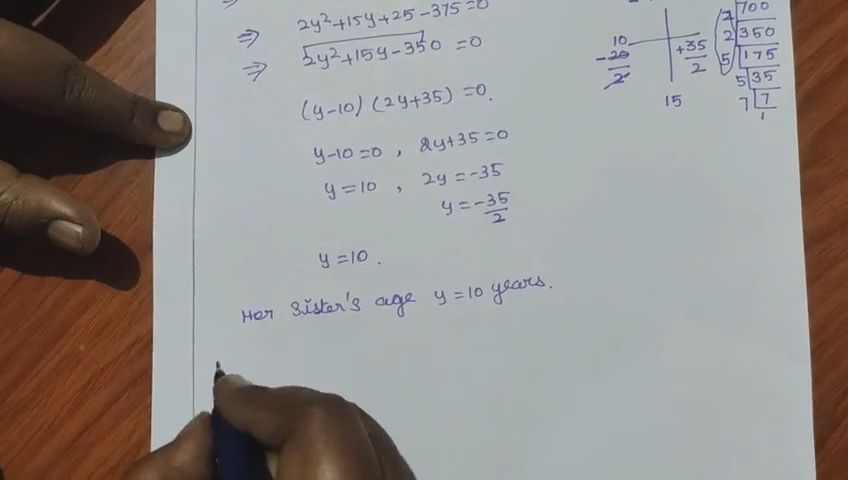 ⇒ 2y²+15y+25-375=0
⇒ 2y²+15y-350 =0
(y-10) (2y+35) =0.
y-10=0 , 2y+35=0
y=10 , 2y=-35
y=-35/2
y=10 .
Her Sister's age y=10 years.
10
-20/2
+35/2
15
2 700
2 350
5 175
5 35
7 7
1